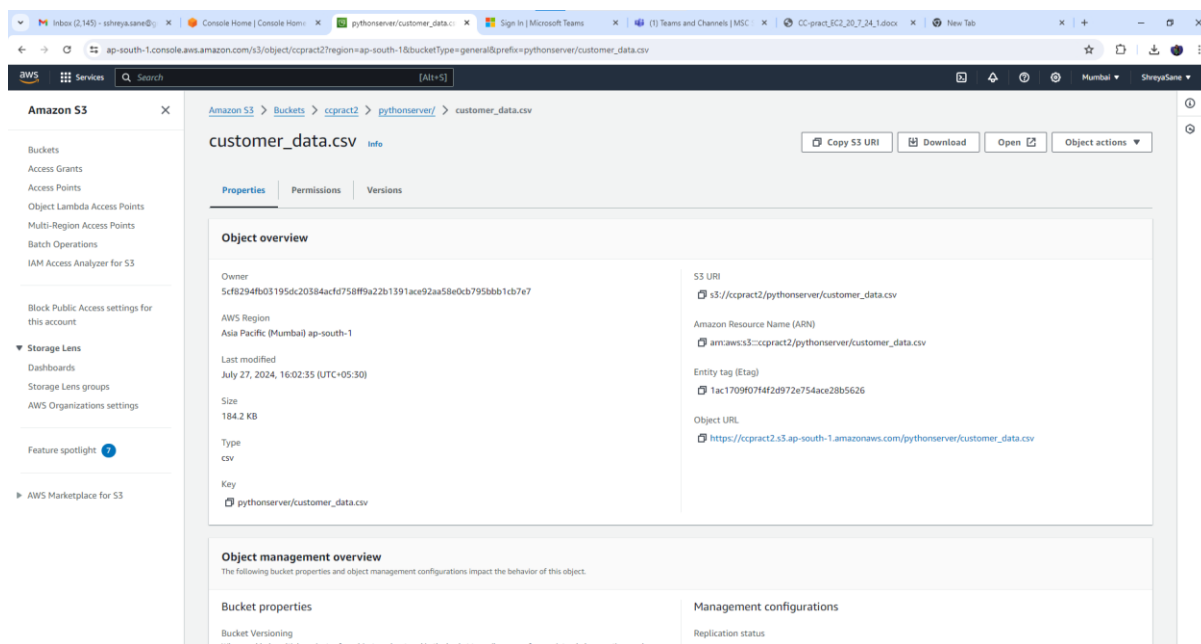 Inbox (2,145) - sshreya.sane@g
Console Home | Console Home
pythonserver/customer_data.cs
Sign In | Microsoft Teams
(1) Teams and Channels | MSC
CC-pract_EC2_20_7_24_1.docx
New Tab
ap-south-1.console.aws.amazon.com/s3/object/ccpract2?region=ap-south-1&bucketType=general&prefix=pythonserver/customer_data.csv
aws Services Search [Alt+S] Mumbai ▼ ShreyaSane ▼
Amazon S3
Buckets
Access Grants
Access Points
Object Lambda Access Points
Multi-Region Access Points
Batch Operations
IAM Access Analyzer for S3
Block Public Access settings for
this account
▼ Storage Lens
Dashboards
Storage Lens groups
AWS Organizations settings
Feature spotlight 7
▶ AWS Marketplace for S3
Amazon S3 > Buckets > ccpract2 > pythonserver/ > customer_data.csv
customer_data.csv Info
Copy S3 URI Download Open Object actions ▼
Properties Permissions Versions
Object overview
Owner
5cf8294fb03195dc20384acfd758ff9a22b1391ace92aa58e0cb795bbb1cb7e7
AWS Region
Asia Pacific (Mumbai) ap-south-1
Last modified
July 27, 2024, 16:02:35 (UTC+05:30)
Size
184.2 KB
Type
csv
Key
pythonserver/customer_data.csv
S3 URI
s3://ccpract2/pythonserver/customer_data.csv
Amazon Resource Name (ARN)
arn:aws:s3:::ccpract2/pythonserver/customer_data.csv
Entity tag (Etag)
1ac1709f07f4f2d972e754ace28b5626
Object URL
https://ccpract2.s3.ap-south-1.amazonaws.com/pythonserver/customer_data.csv
Object management overview
The following bucket properties and object management configurations impact the behavior of this object.
Bucket properties
Bucket Versioning
Management configurations
Replication status